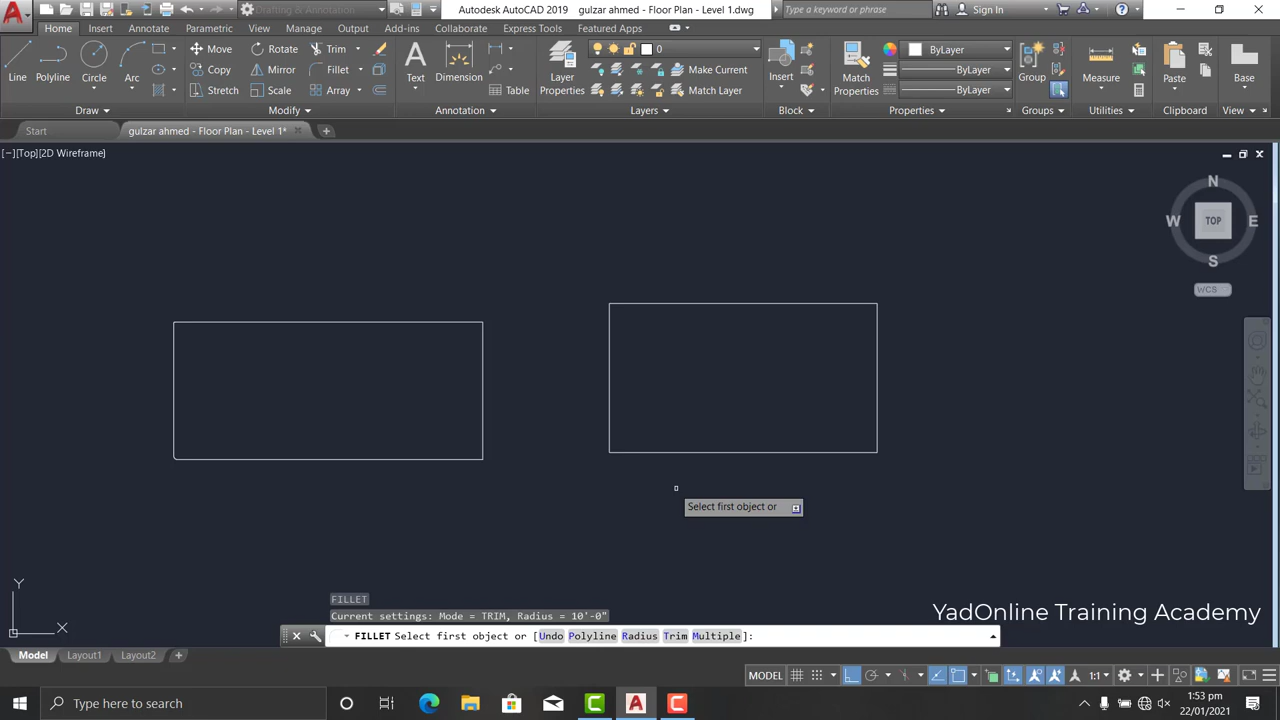 Autodesk AutoCAD 2019 gulzar ahmed - Floor Plan - Level 1.dwg
Drafting & Annotation
Type a keyword or phrase
Sign In
Home Insert Annotate Parametric View Manage Output Add-ins Collaborate Express Tools Featured Apps
Line Polyline Circle Arc
Move Rotate Trim
Copy Mirror Fillet
Stretch Scale Array
Text Dimension Table
Layer Properties
0
Make Current
Match Layer
Insert
Match Properties
ByLayer
ByLayer
ByLayer
Group
Measure
Paste
Base
Draw Modify Annotation Layers Block Properties Groups Utilities Clipboard View
Start gulzar ahmed - Floor Plan - Level 1*
[−][Top][2D Wireframe]
N
W TOP E
S
WCS
Select first object or
Y
X
FILLET
Current settings: Mode = TRIM, Radius = 10'-0"
FILLET Select first object or [Undo Polyline Radius Trim Multiple]:
YadOnline Training Academy
Model Layout1 Layout2
MODEL 1:1
Type here to search
1:53 pm
22/01/2021